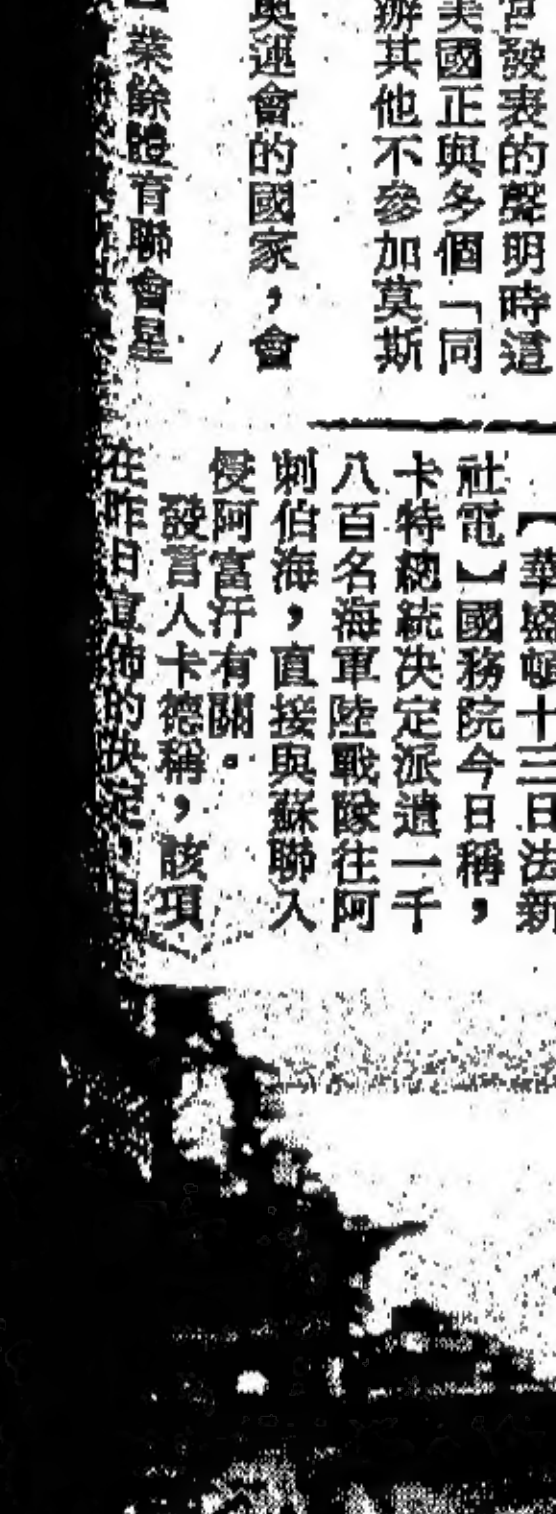 發表的聲明時這
美國正與多個「同
辦其他不參加莫斯
奧運會的國家，會
業餘體育聯會星
【華盛頓十三日法新
社電】國務院今日稱，
卡特總統決定派遣一千
八百名海軍陸戰隊往阿
剌伯海，直接與蘇聯入
侵阿富汗有關。
發言人卡德稱，該項
在昨日宣佈的決定，